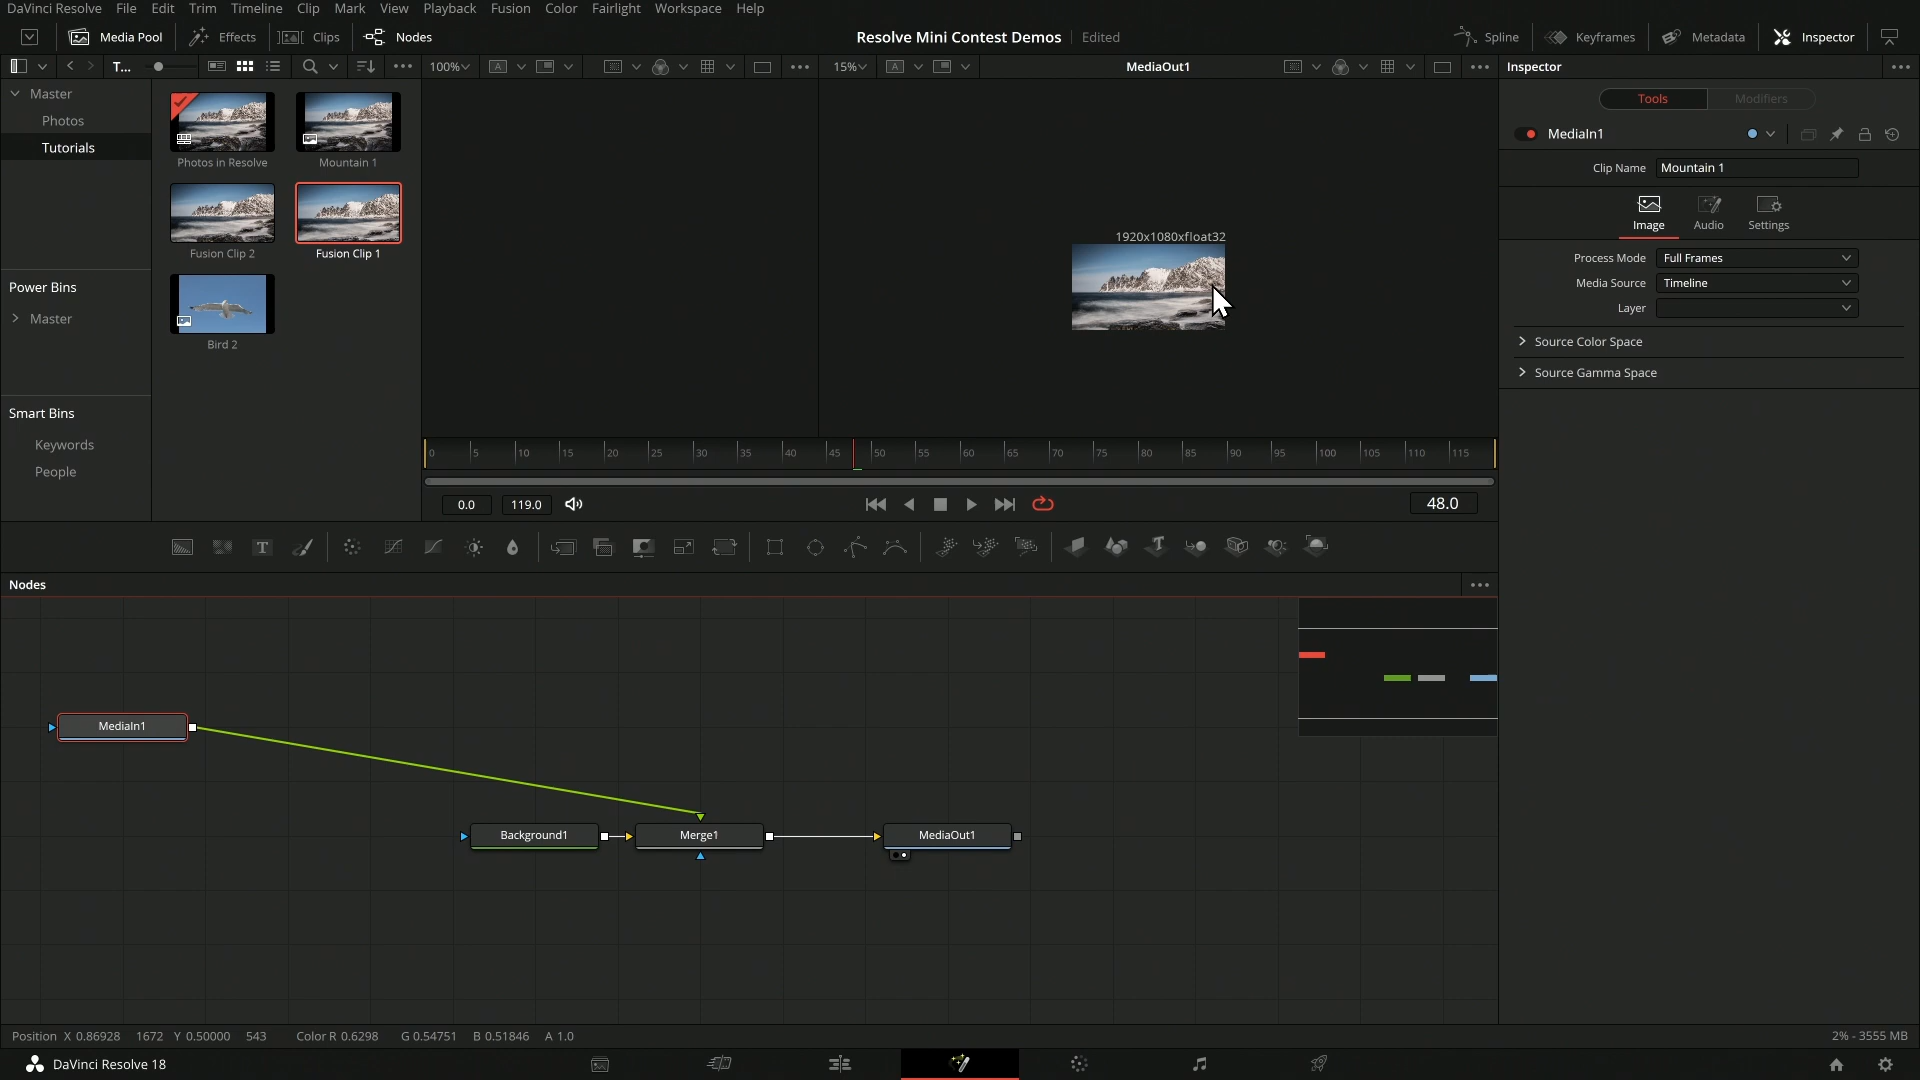 DaVinci Resolve File Edit Trim Timeline Clip Mark View Playback Fusion Color Fairlight Workspace Help
Media Pool Effects Clips Nodes Resolve Mini Contest Demos Edited Spline Keyframes Metadata Inspector
T... 100% A 15% A MediaOut1 Inspector
Master
Photos
Tutorials
Photos in Resolve Mountain 1
Fusion Clip 2 Fusion Clip 1
Bird 2
Power Bins
Master
Smart Bins
Keywords
People
1920x1080xfloat32
Tools Modifiers
MediaIn1
Clip Name Mountain 1
Image Audio Settings
Process Mode Full Frames
Media Source Timeline
Layer
Source Color Space
Source Gamma Space
0 5 10 15 20 25 30 35 40 45 50 55 60 65 70 75 80 85 90 95 100 105 110 115
0.0 119.0 48.0
T T
Nodes
MediaIn1
Background1 Merge1 MediaOut1
Position X 0.86928 1672 Y 0.50000 543 Color R 0.6298 G 0.54751 B 0.51846 A 1.0 2% - 3555 MB
DaVinci Resolve 18